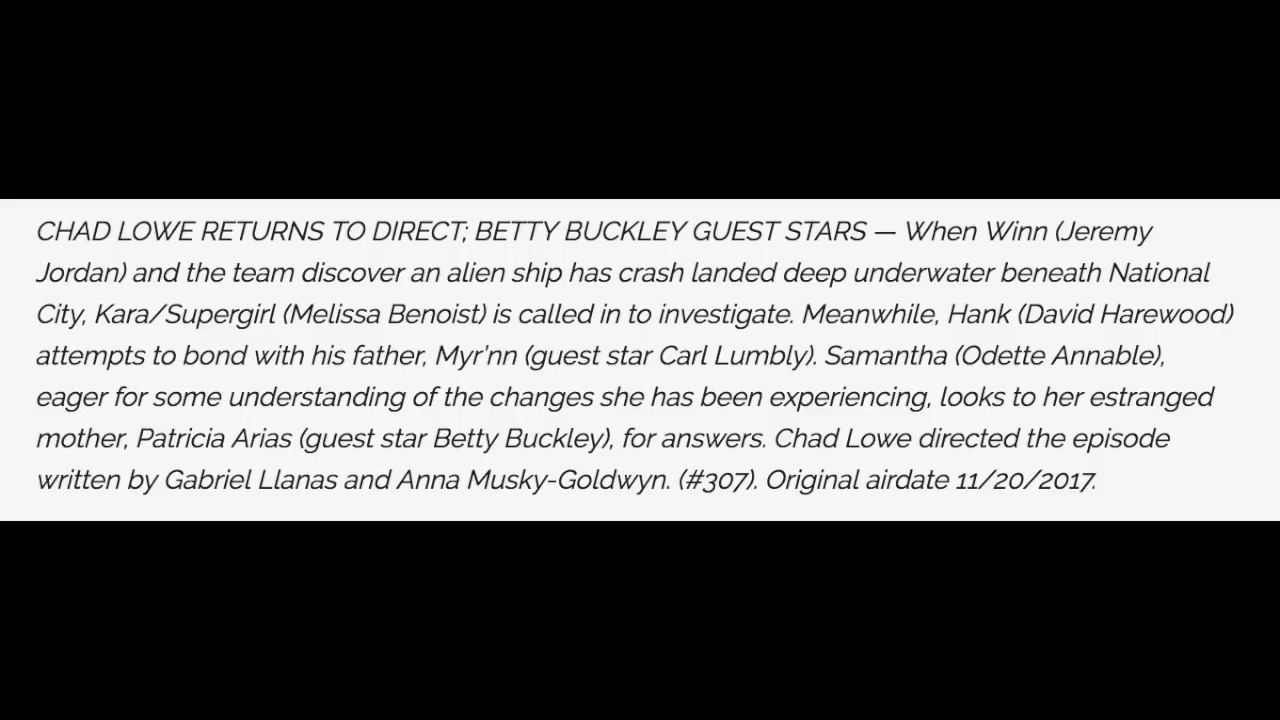 CHAD LOWE RETURNS TO DIRECT; BETTY BUCKLEY GUEST STARS — When Winn (Jeremy
Jordan) and the team discover an alien ship has crash landed deep underwater beneath National
City, Kara/Supergirl (Melissa Benoist) is called in to investigate. Meanwhile, Hank (David Harewood)
attempts to bond with his father, Myr’nn (guest star Carl Lumbly). Samantha (Odette Annable),
eager for some understanding of the changes she has been experiencing, looks to her estranged
mother, Patricia Arias (guest star Betty Buckley), for answers. Chad Lowe directed the episode
written by Gabriel Llanas and Anna Musky-Goldwyn. (#307). Original airdate 11/20/2017.